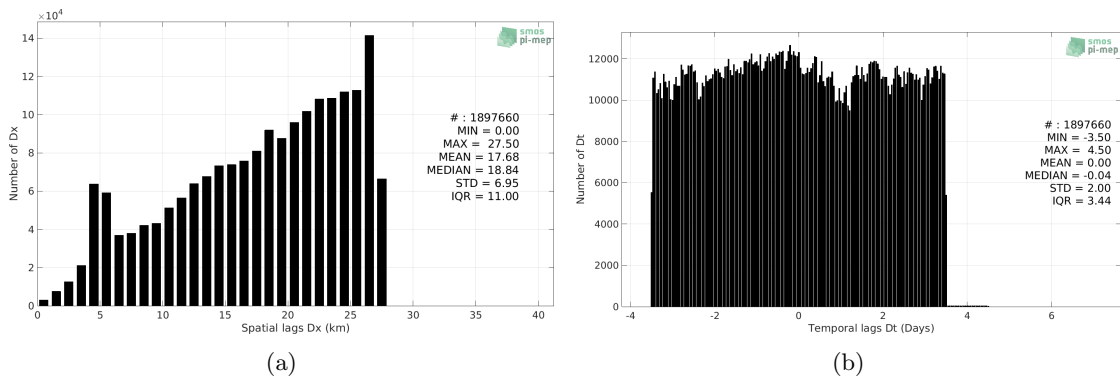 ×10⁴
14
12
10
8
6
4
2
0
Number of Dx
0 5 10 15 20 25 30 35 40
Spatial lags Dx (km)
smos
pi-mep
# : 1897660
MIN = 0.00
MAX = 27.50
MEAN = 17.68
MEDIAN = 18.84
STD = 6.95
IQR = 11.00
(a)
12000
10000
8000
6000
4000
2000
0
Number of Dt
-4 -2 0 2 4 6
Temporal lags Dt (Days)
smos
pi-mep
# : 1897660
MIN = -3.50
MAX = 4.50
MEAN = 0.00
MEDIAN = -0.04
STD = 2.00
IQR = 3.44
(b)